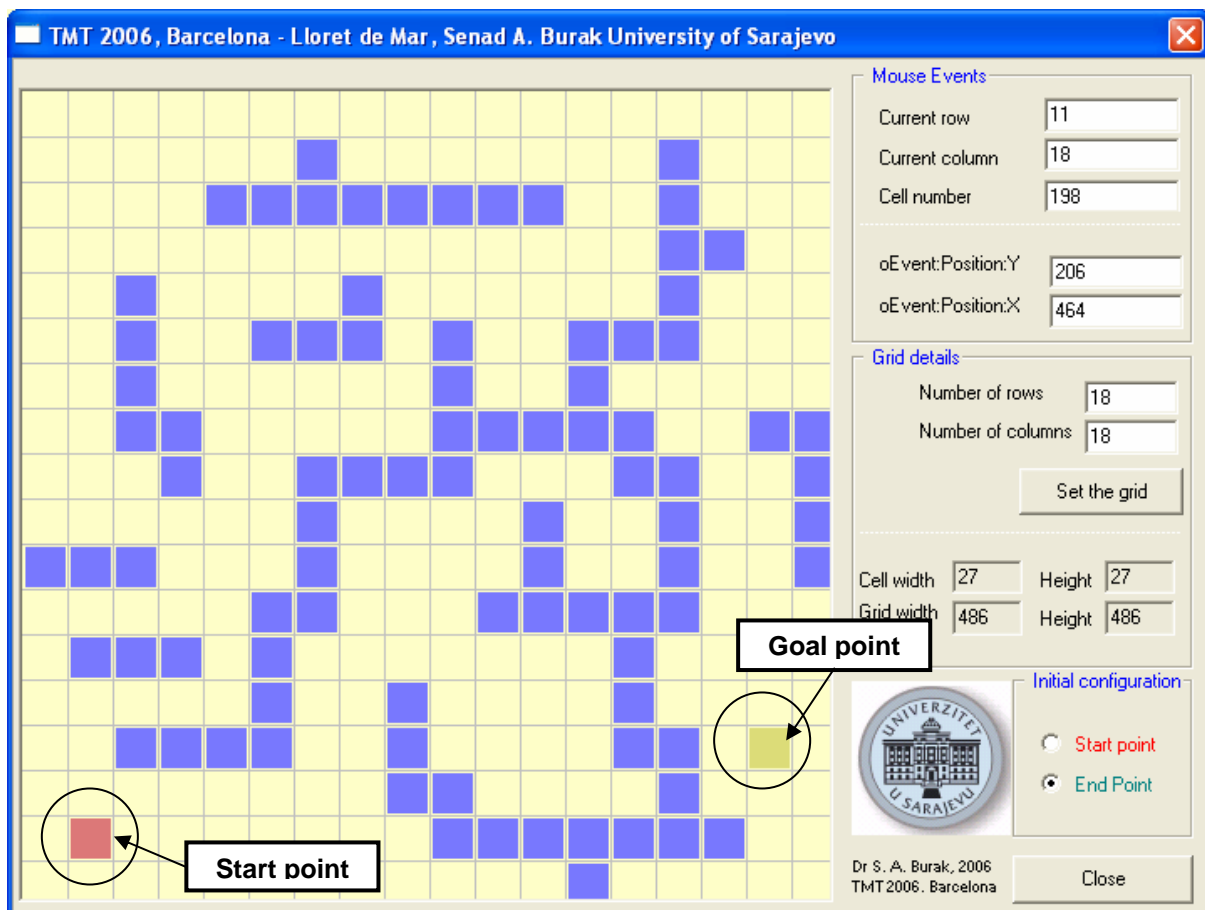 TMT 2006, Barcelona - Lloret de Mar, Senad A. Burak University of Sarajevo
Mouse Events
Current row 11
Current column 18
Cell number 198
oEvent:Position:Y 206
oEvent:Position:X 464
Grid details
Number of rows 18
Number of columns 18
Set the grid
Cell width 27 Height 27
Grid width 486 Height 486
Goal point
Initial configuration
Start point
End Point
UNIVERZITET
U SARAJEVU
Start point
Dr S. A. Burak, 2006
TMT 2006. Barcelona
Close